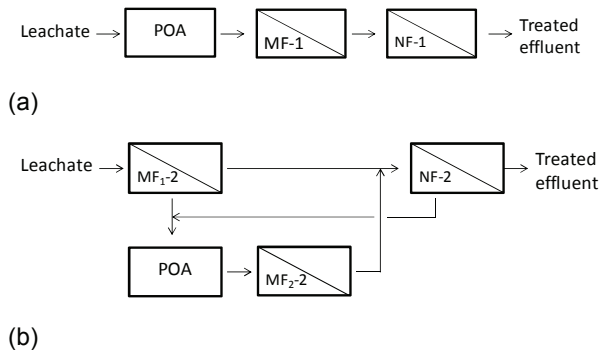 Leachate
POA
MF-1
NF-1
Treated
effluent
(a)
Leachate
MF₁-2
NF-2
Treated
effluent
POA
MF₂-2
(b)